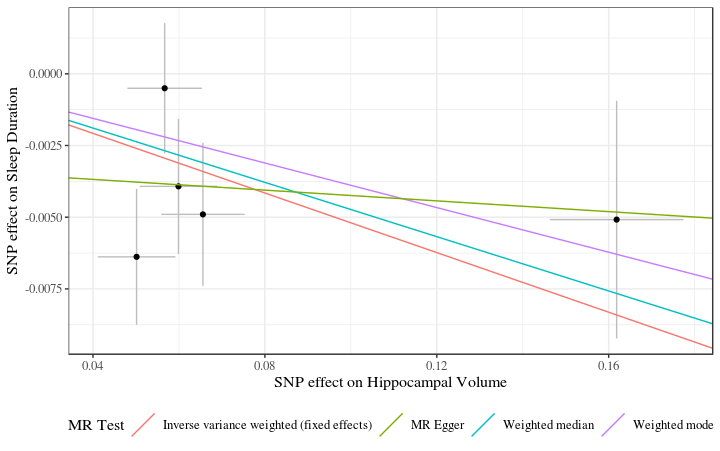 SNP effect on Sleep Duration
0.0000
-0.0025
-0.0050
-0.0075
0.04 0.08 0.12 0.16
SNP effect on Hippocampal Volume
MR Test Inverse variance weighted (fixed effects) MR Egger Weighted median Weighted mode